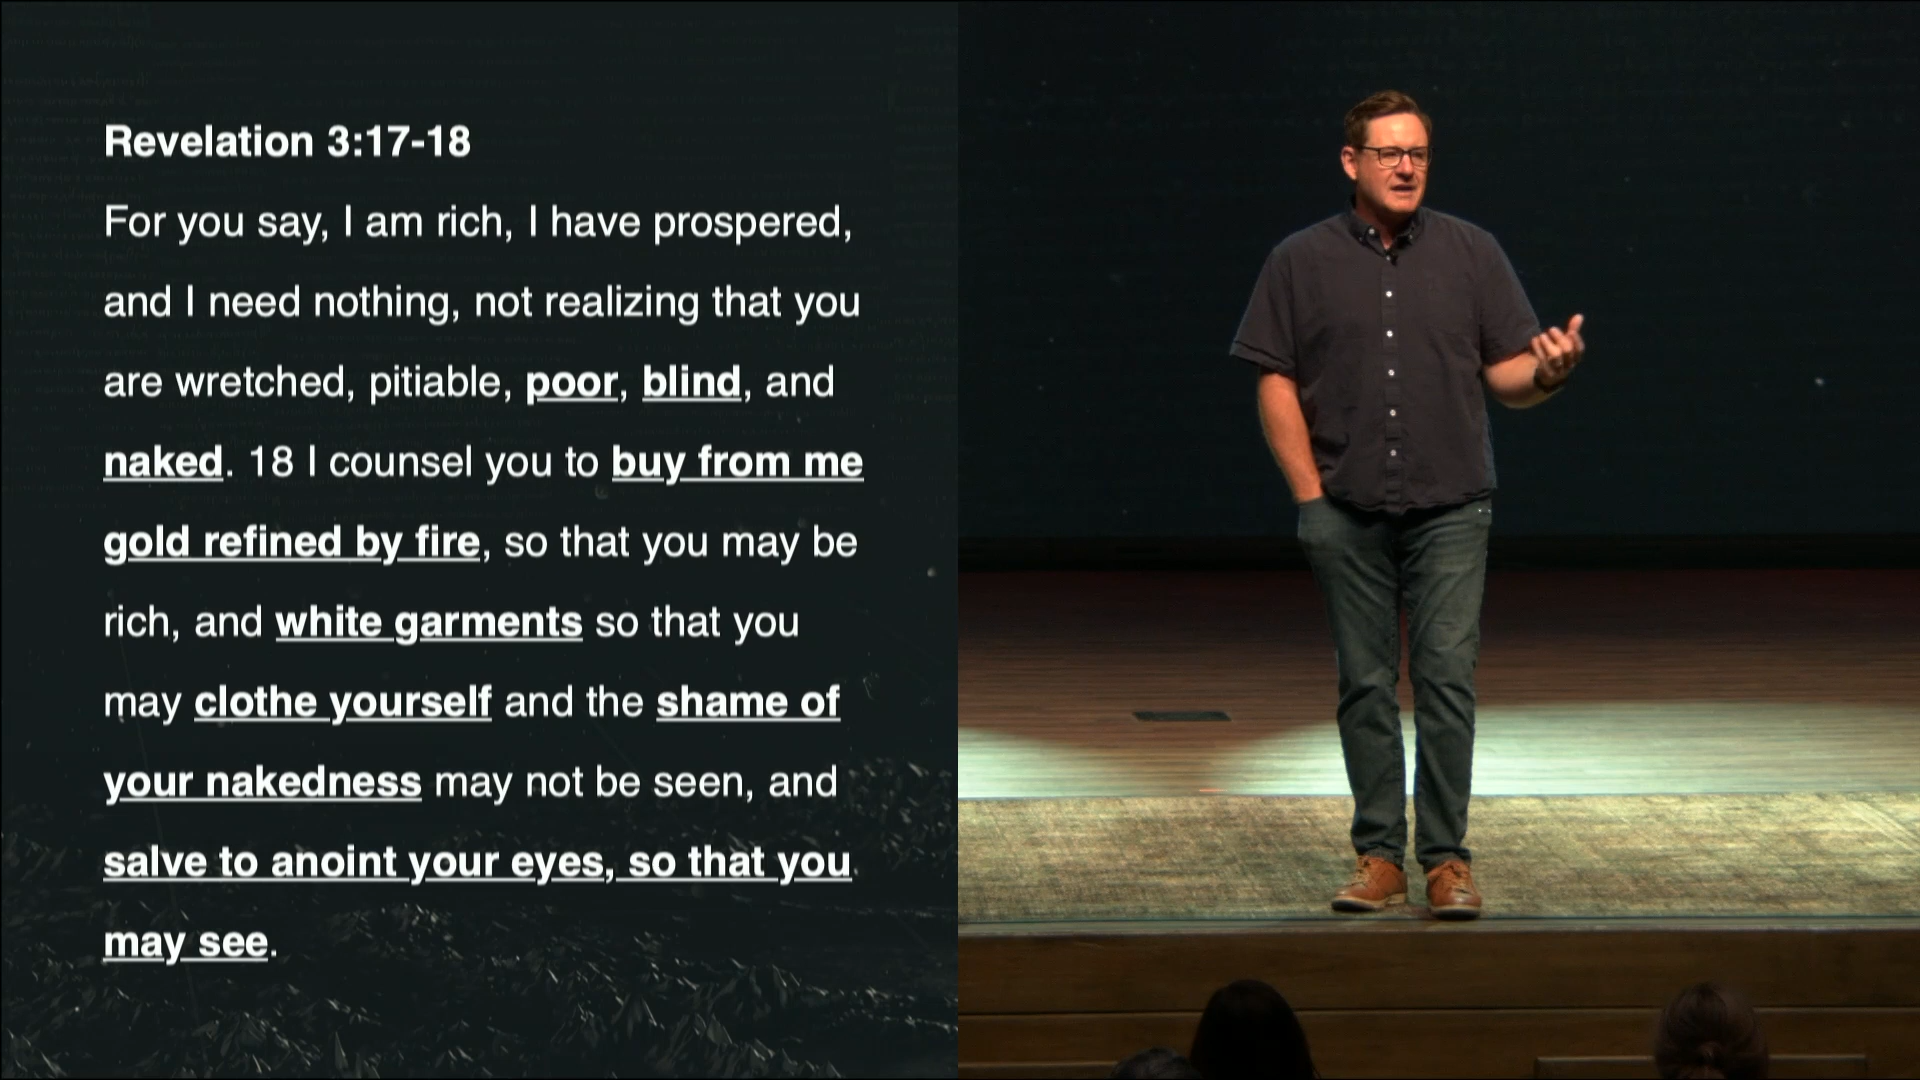 Revelation 3:17-18
For you say, I am rich, I have prospered,
and I need nothing, not realizing that you
are wretched, pitiable, poor, blind, and
naked. 18 I counsel you to buy from me
gold refined by fire, so that you may be
rich, and white garments so that you
may clothe yourself and the shame of
your nakedness may not be seen, and
salve to anoint your eyes, so that you
may see.